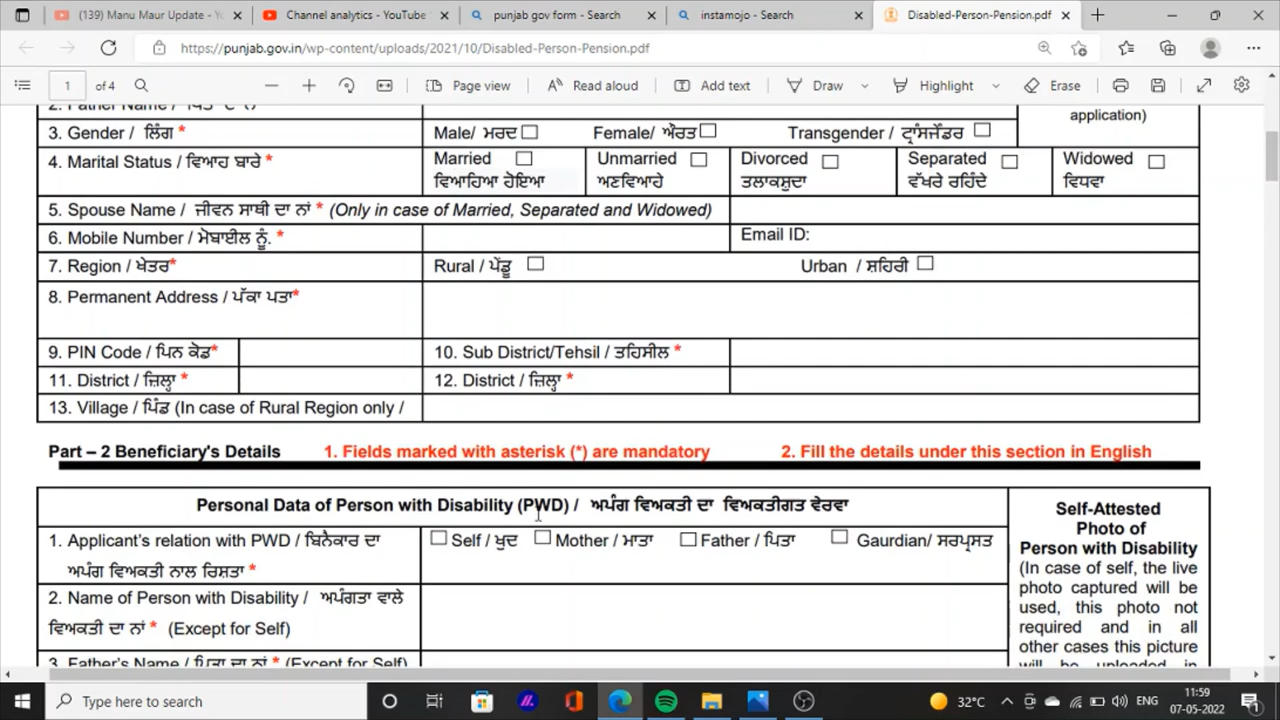 (139) Manu Maur Update - Yo
Channel analytics - YouTube S
punjab gov form - Search
instamojo - Search
Disabled-Person-Pension.pdf
https://punjab.gov.in/wp-content/uploads/2021/10/Disabled-Person-Pension.pdf
1 of 4
Page view
Read aloud
Add text
Draw
Highlight
Erase
2. Father Name / ਪਿਤਾ ਦਾ ਨਾਂ
application)
3. Gender / ਲਿੰਗ *
Male/ ਮਰਦ
Female/ ਔਰਤ
Transgender / ਟ੍ਰਾਂਸਜੈਂਡਰ
4. Marital Status / ਵਿਆਹ ਬਾਰੇ *
Married
Unmarried
Divorced
Separated
Widowed
ਵਿਆਹਿਆ ਹੋਇਆ
ਅਣਵਿਆਹੇ
ਤਲਾਕਸ਼ੁਦਾ
ਵੱਖਰੇ ਰਹਿੰਦੇ
ਵਿਧਵਾ
5. Spouse Name / ਜੀਵਨ ਸਾਥੀ ਦਾ ਨਾਂ * (Only in case of Married, Separated and Widowed)
6. Mobile Number / ਮੋਬਾਈਲ ਨੂੰ. *
Email ID:
7. Region / ਖੇਤਰ*
Rural / ਪੇਂਡੂ
Urban / ਸ਼ਹਿਰੀ
8. Permanent Address / ਪੱਕਾ ਪਤਾ*
9. PIN Code / ਪਿਨ ਕੋਡ*
10. Sub District/Tehsil / ਤਹਿਸੀਲ *
11. District / ਜ਼ਿਲ੍ਹਾ *
12. District / ਜ਼ਿਲ੍ਹਾ *
13. Village / ਪਿੰਡ (In case of Rural Region only /
Part – 2 Beneficiary's Details 1. Fields marked with asterisk (*) are mandatory 2. Fill the details under this section in English
Personal Data of Person with Disability (PWD) / ਅਪੰਗ ਵਿਅਕਤੀ ਦਾ ਵਿਅਕਤੀਗਤ ਵੇਰਵਾ
1. Applicant's relation with PWD / ਬਿਨੈਕਾਰ ਦਾ
ਅਪੰਗ ਵਿਅਕਤੀ ਨਾਲ ਰਿਸ਼ਤਾ *
Self / ਖੁਦ
Mother / ਮਾਤਾ
Father / ਪਿਤਾ
Gaurdian/ ਸਰਪ੍ਰਸਤ
2. Name of Person with Disability / ਅਪੰਗਤਾ ਵਾਲੇ
ਵਿਅਕਤੀ ਦਾ ਨਾਂ * (Except for Self)
3. Father's Name / ਪਿਤਾ ਦਾ ਨਾਂ * (Except for Self)
Self-Attested
Photo of
Person with Disability
(In case of self, the live
photo captured will be
used, this photo not
required and in all
other cases this picture
will be uploaded in
Type here to search
32°C
ENG
11:59
07-05-2022
1